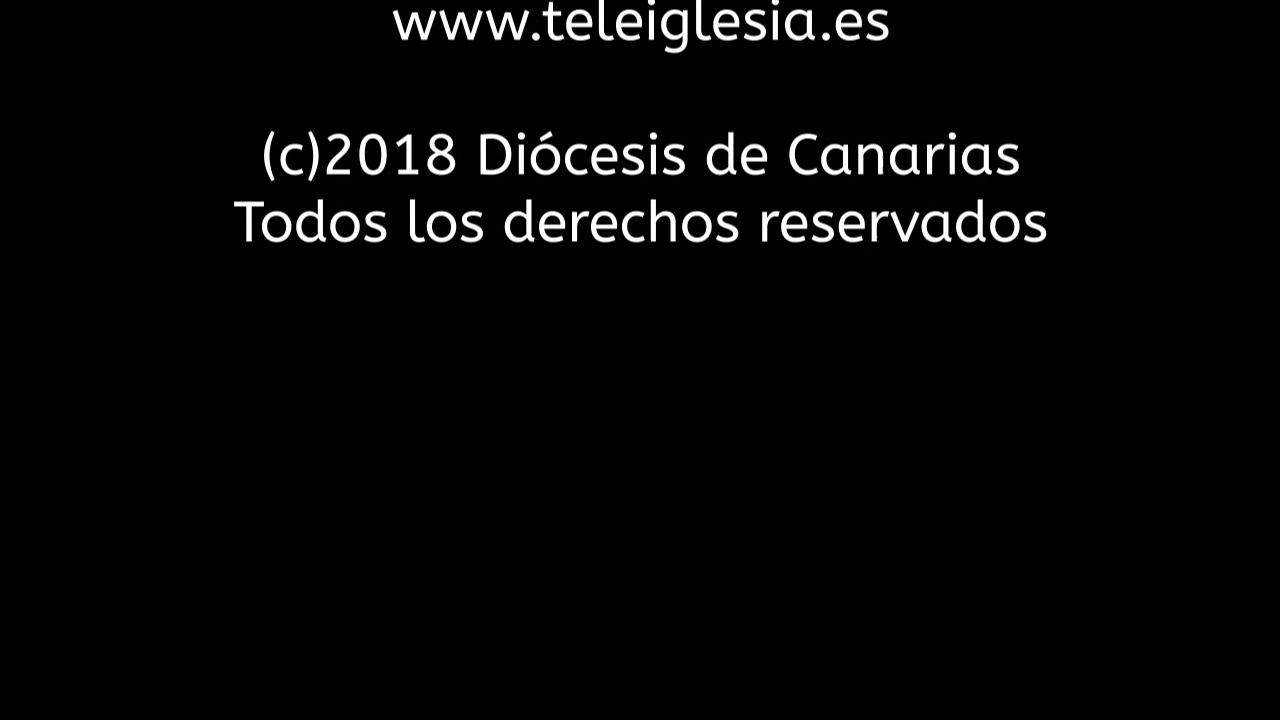 www.teleiglesia.es
(c)2018 Diócesis de Canarias
Todos los derechos reservados